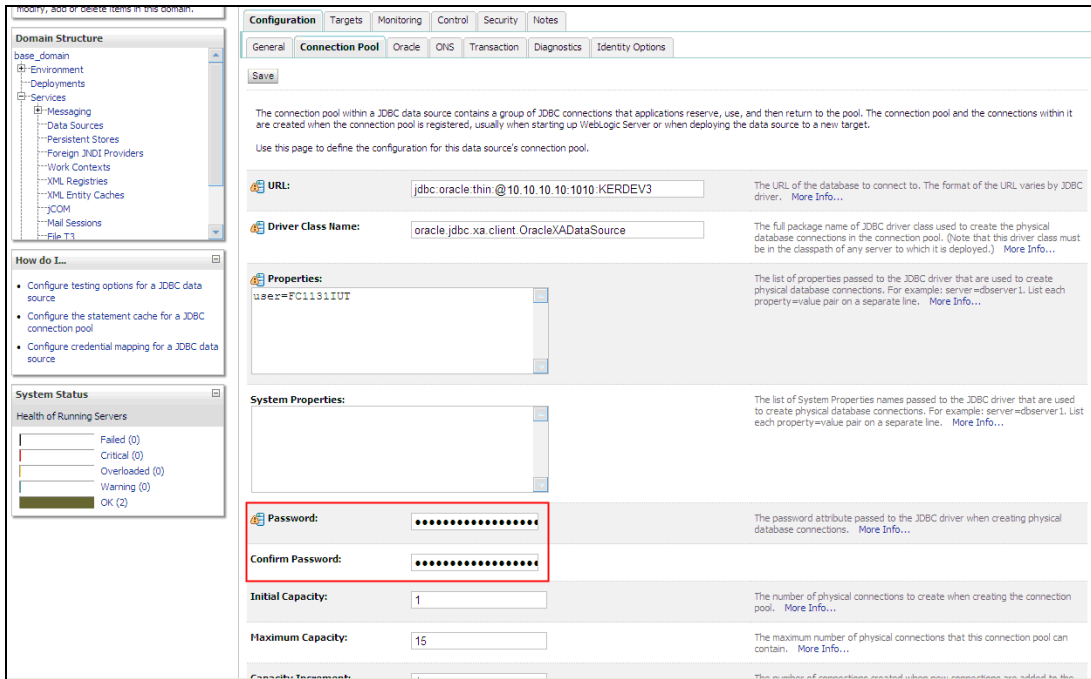 modify, add or delete items in this domain.
Domain Structure
base_domain
Environment
Deployments
Services
Messaging
Data Sources
Persistent Stores
Foreign JNDI Providers
Work Contexts
XML Registries
XML Entity Caches
jCOM
Mail Sessions
File T3
How do I...
Configure testing options for a JDBC data
source
Configure the statement cache for a JDBC
connection pool
Configure credential mapping for a JDBC data
source
System Status
Health of Running Servers
Failed (0)
Critical (0)
Overloaded (0)
Warning (0)
OK (2)
Configuration Targets Monitoring Control Security Notes
General Connection Pool Oracle ONS Transaction Diagnostics Identity Options
Save
The connection pool within a JDBC data source contains a group of JDBC connections that applications reserve, use, and then return to the pool. The connection pool and the connections within it
are created when the connection pool is registered, usually when starting up WebLogic Server or when deploying the data source to a new target.
Use this page to define the configuration for this data source's connection pool.
URL: jdbc:oracle:thin:@10.10.10.10:1010:KERDEV3 The URL of the database to connect to. The format of the URL varies by JDBC
driver. More Info...
Driver Class Name: oracle.jdbc.xa.client.OracleXADataSource The full package name of JDBC driver class used to create the physical
database connections in the connection pool. (Note that this driver class must
be in the classpath of any server to which it is deployed.) More Info...
Properties: The list of properties passed to the JDBC driver that are used to create
user=FC1131IUT physical database connections. For example: server=dbserver1. List each
property=value pair on a separate line. More Info...
System Properties: The list of System Properties names passed to the JDBC driver that are used
to create physical database connections. For example: server=dbserver1. List
each property=value pair on a separate line. More Info...
Password: The password attribute passed to the JDBC driver when creating physical
database connections. More Info...
Confirm Password:
Initial Capacity: 1 The number of physical connections to create when creating the connection
pool. More Info...
Maximum Capacity: 15 The maximum number of physical connections that this connection pool can
contain. More Info...
Capacity Increment: The number of connections created when new connections are added to the